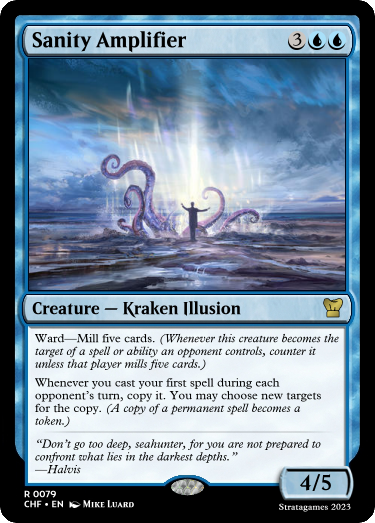 Sanity Amplifier 3
Creature — Kraken Illusion
Ward—Mill five cards. (Whenever this creature becomes the
target of a spell or ability an opponent controls, counter it
unless that player mills five cards.)
Whenever you cast your first spell during each
opponent's turn, copy it. You may choose new targets
for the copy. (A copy of a permanent spell becomes a
token.)
“Don't go too deep, seahunter, for you are not prepared to
confront what lies in the darkest depths.”
—Halvis
4/5
R 0079
CHF • EN Mike Luard
Stratagames 2023